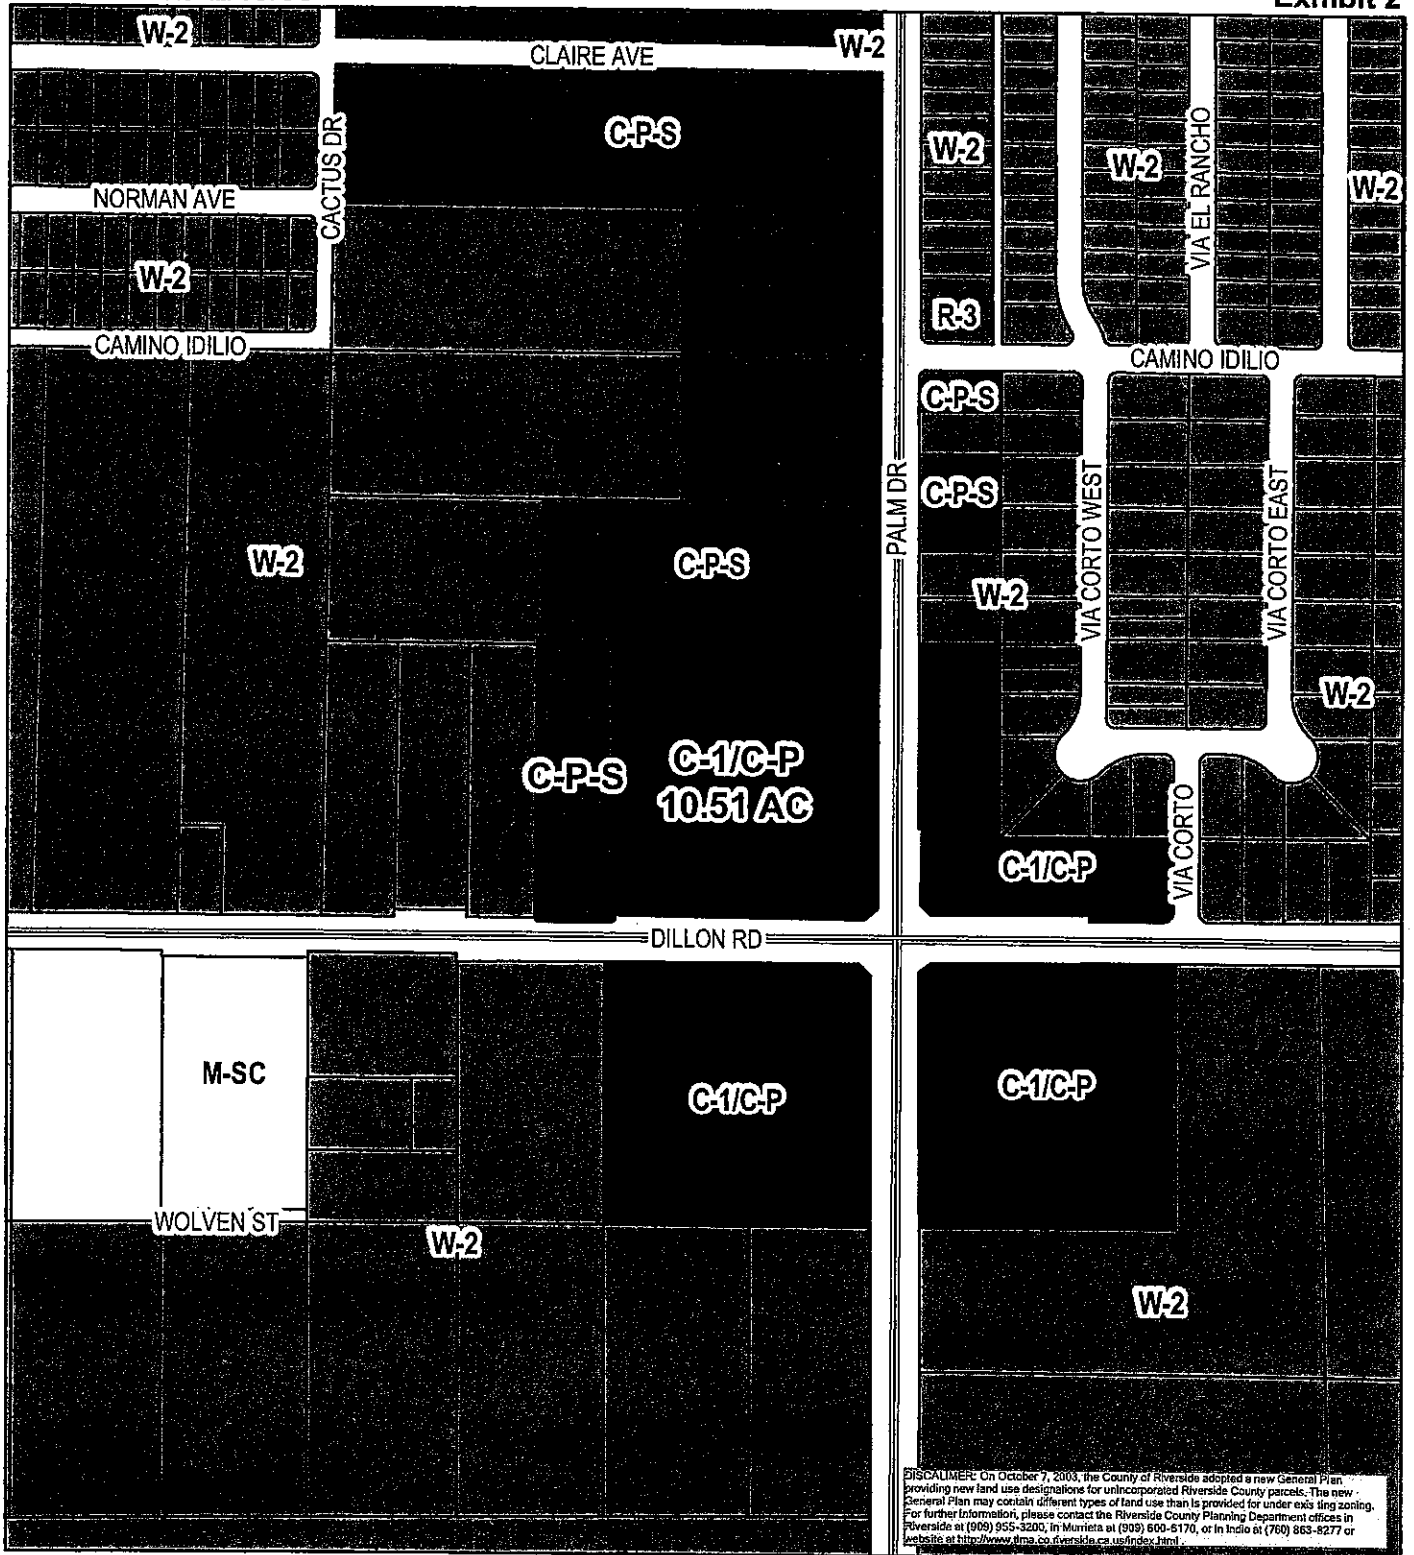 Exhibit 2
W-2
CLAIRE AVE
W-2
C-P-S
CACTUS DR
NORMAN AVE
W-2
CAMINO IDILIO
W-2
W-2
VIA EL RANCHO
W-2
R-3
CAMINO IDILIO
C-P-S
C-P-S
PALM DR
VIA CORTO WEST
VIA CORTO EAST
W-2
C-P-S
W-2
W-2
C-P-S
C-1/C-P
10.51 AC
VIA CORTO
C-1/C-P
DILLON RD
M-SC
C-1/C-P
C-1/C-P
WOLVEN ST
W-2
W-2
DISCALIMER: On October 7, 2003, the County of Riverside adopted a new General Plan
providing new land use designations for unincorporated Riverside County parcels. The new
General Plan may contain different types of land use than is provided for under existing zoning.
For further information, please contact the Riverside County Planning Department offices in
Riverside at (909) 955-3200, in Murrieta at (909) 600-6170, or in Indio at (760) 863-8277 or
website at http://www.tlma.co.riverside.ca.us/index.html